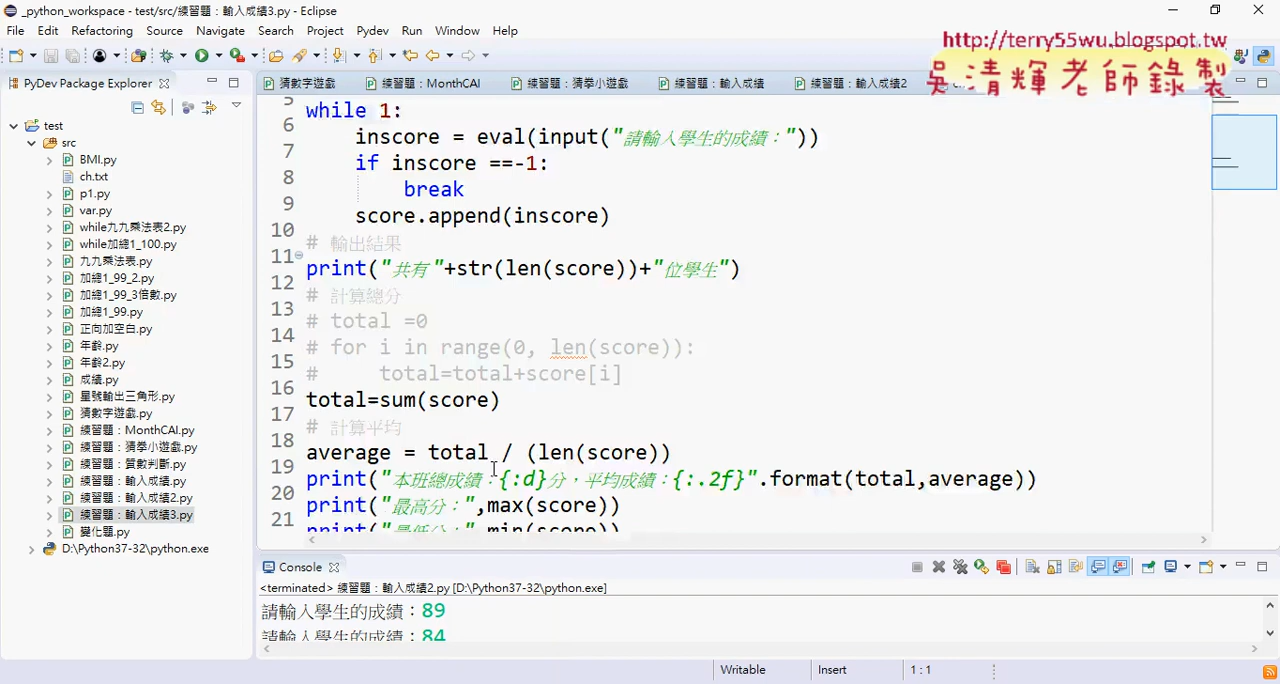 _python_workspace - test/src/練習題：輸入成績3.py - Eclipse
File Edit Refactoring Source Navigate Search Project Pydev Run Window Help
http://terry55wu.blogspot.tw
吳清輝老師錄製
PyDev Package Explorer
猜數字遊戲 練習題：MonthCAI 練習題：猜拳小遊戲 練習題：輸入成績 練習題：輸入成績2
test
src
BMI.py
ch.txt
p1.py
var.py
while九九乘法表2.py
while加總1_100.py
九九乘法表.py
加總1_99_2.py
加總1_99_3倍數.py
加總1_99.py
正向加空白.py
年齡.py
年齡2.py
成績.py
星號輸出三角形.py
猜數字遊戲.py
練習題：MonthCAI.py
練習題：猜拳小遊戲.py
練習題：質數判斷.py
練習題：輸入成績.py
練習題：輸入成績2.py
練習題：輸入成績3.py
變化題.py
D:\Python37-32\python.exe
5
6 while 1:
7 inscore = eval(input("請輸入學生的成績："))
8 if inscore ==-1:
9 break
10 score.append(inscore)
11 # 輸出結果
12 print("共有"+str(len(score))+"位學生")
13 # 計算總分
14 # total =0
15 # for i in range(0, len(score)):
16 # total=total+score[i]
17 total=sum(score)
18 # 計算平均
19 average = total / (len(score))
20 print("本班總成績：{:d}分，平均成績：{:.2f}".format(total,average))
21 print("最高分：",max(score))
print("最低分：",min(score))
Console
<terminated> 練習題：輸入成績2.py [D:\Python37-32\python.exe]
請輸入學生的成績：89
請輸入學生的成績：84
Writable Insert 1 : 1